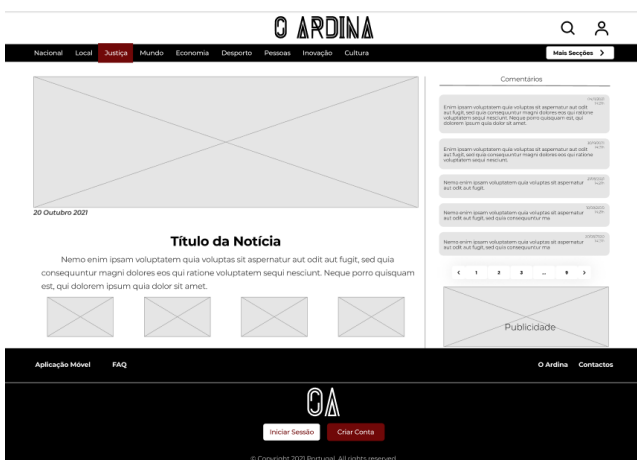 O ARDINA
Nacional Local Justiça Mundo Economia Desporto Pessoas Inovação Cultura
Mais Secções
20 Outubro 2021
Título da Notícia
Nemo enim ipsam voluptatem quia voluptas sit aspernatur aut odit aut fugit, sed quia
consequuntur magni dolores eos qui ratione voluptatem sequi nesciunt. Neque porro quisquam
est, qui dolorem ipsum quia dolor sit amet.
Comentários
Enim ipsam voluptatem quia voluptas sit aspernatur aut odit
aut fugit, sed quia consequuntur magni dolores eos qui ratione
voluptatem sequi nesciunt. Neque porro quisquam est, qui
dolorem ipsum quia dolor sit amet.
Enim ipsam voluptatem quia voluptas sit aspernatur aut odit
aut fugit, sed quia consequuntur magni dolores eos qui ratione
voluptatem sequi nesciunt.
Nemo enim ipsam voluptatem quia voluptas sit aspernatur
aut odit aut fugit.
Nemo enim ipsam voluptatem quia voluptas sit aspernatur
aut odit aut fugit, sed quia consequuntur ma
Nemo enim ipsam voluptatem quia voluptas sit aspernatur
aut odit aut fugit, sed quia consequuntur ma
< 1 2 3 ... 9 >
Publicidade
Aplicação Móvel FAQ O Ardina Contactos
OA
Iniciar Sessão Criar Conta
© Copyright 2021 Portugal. All rights reserved